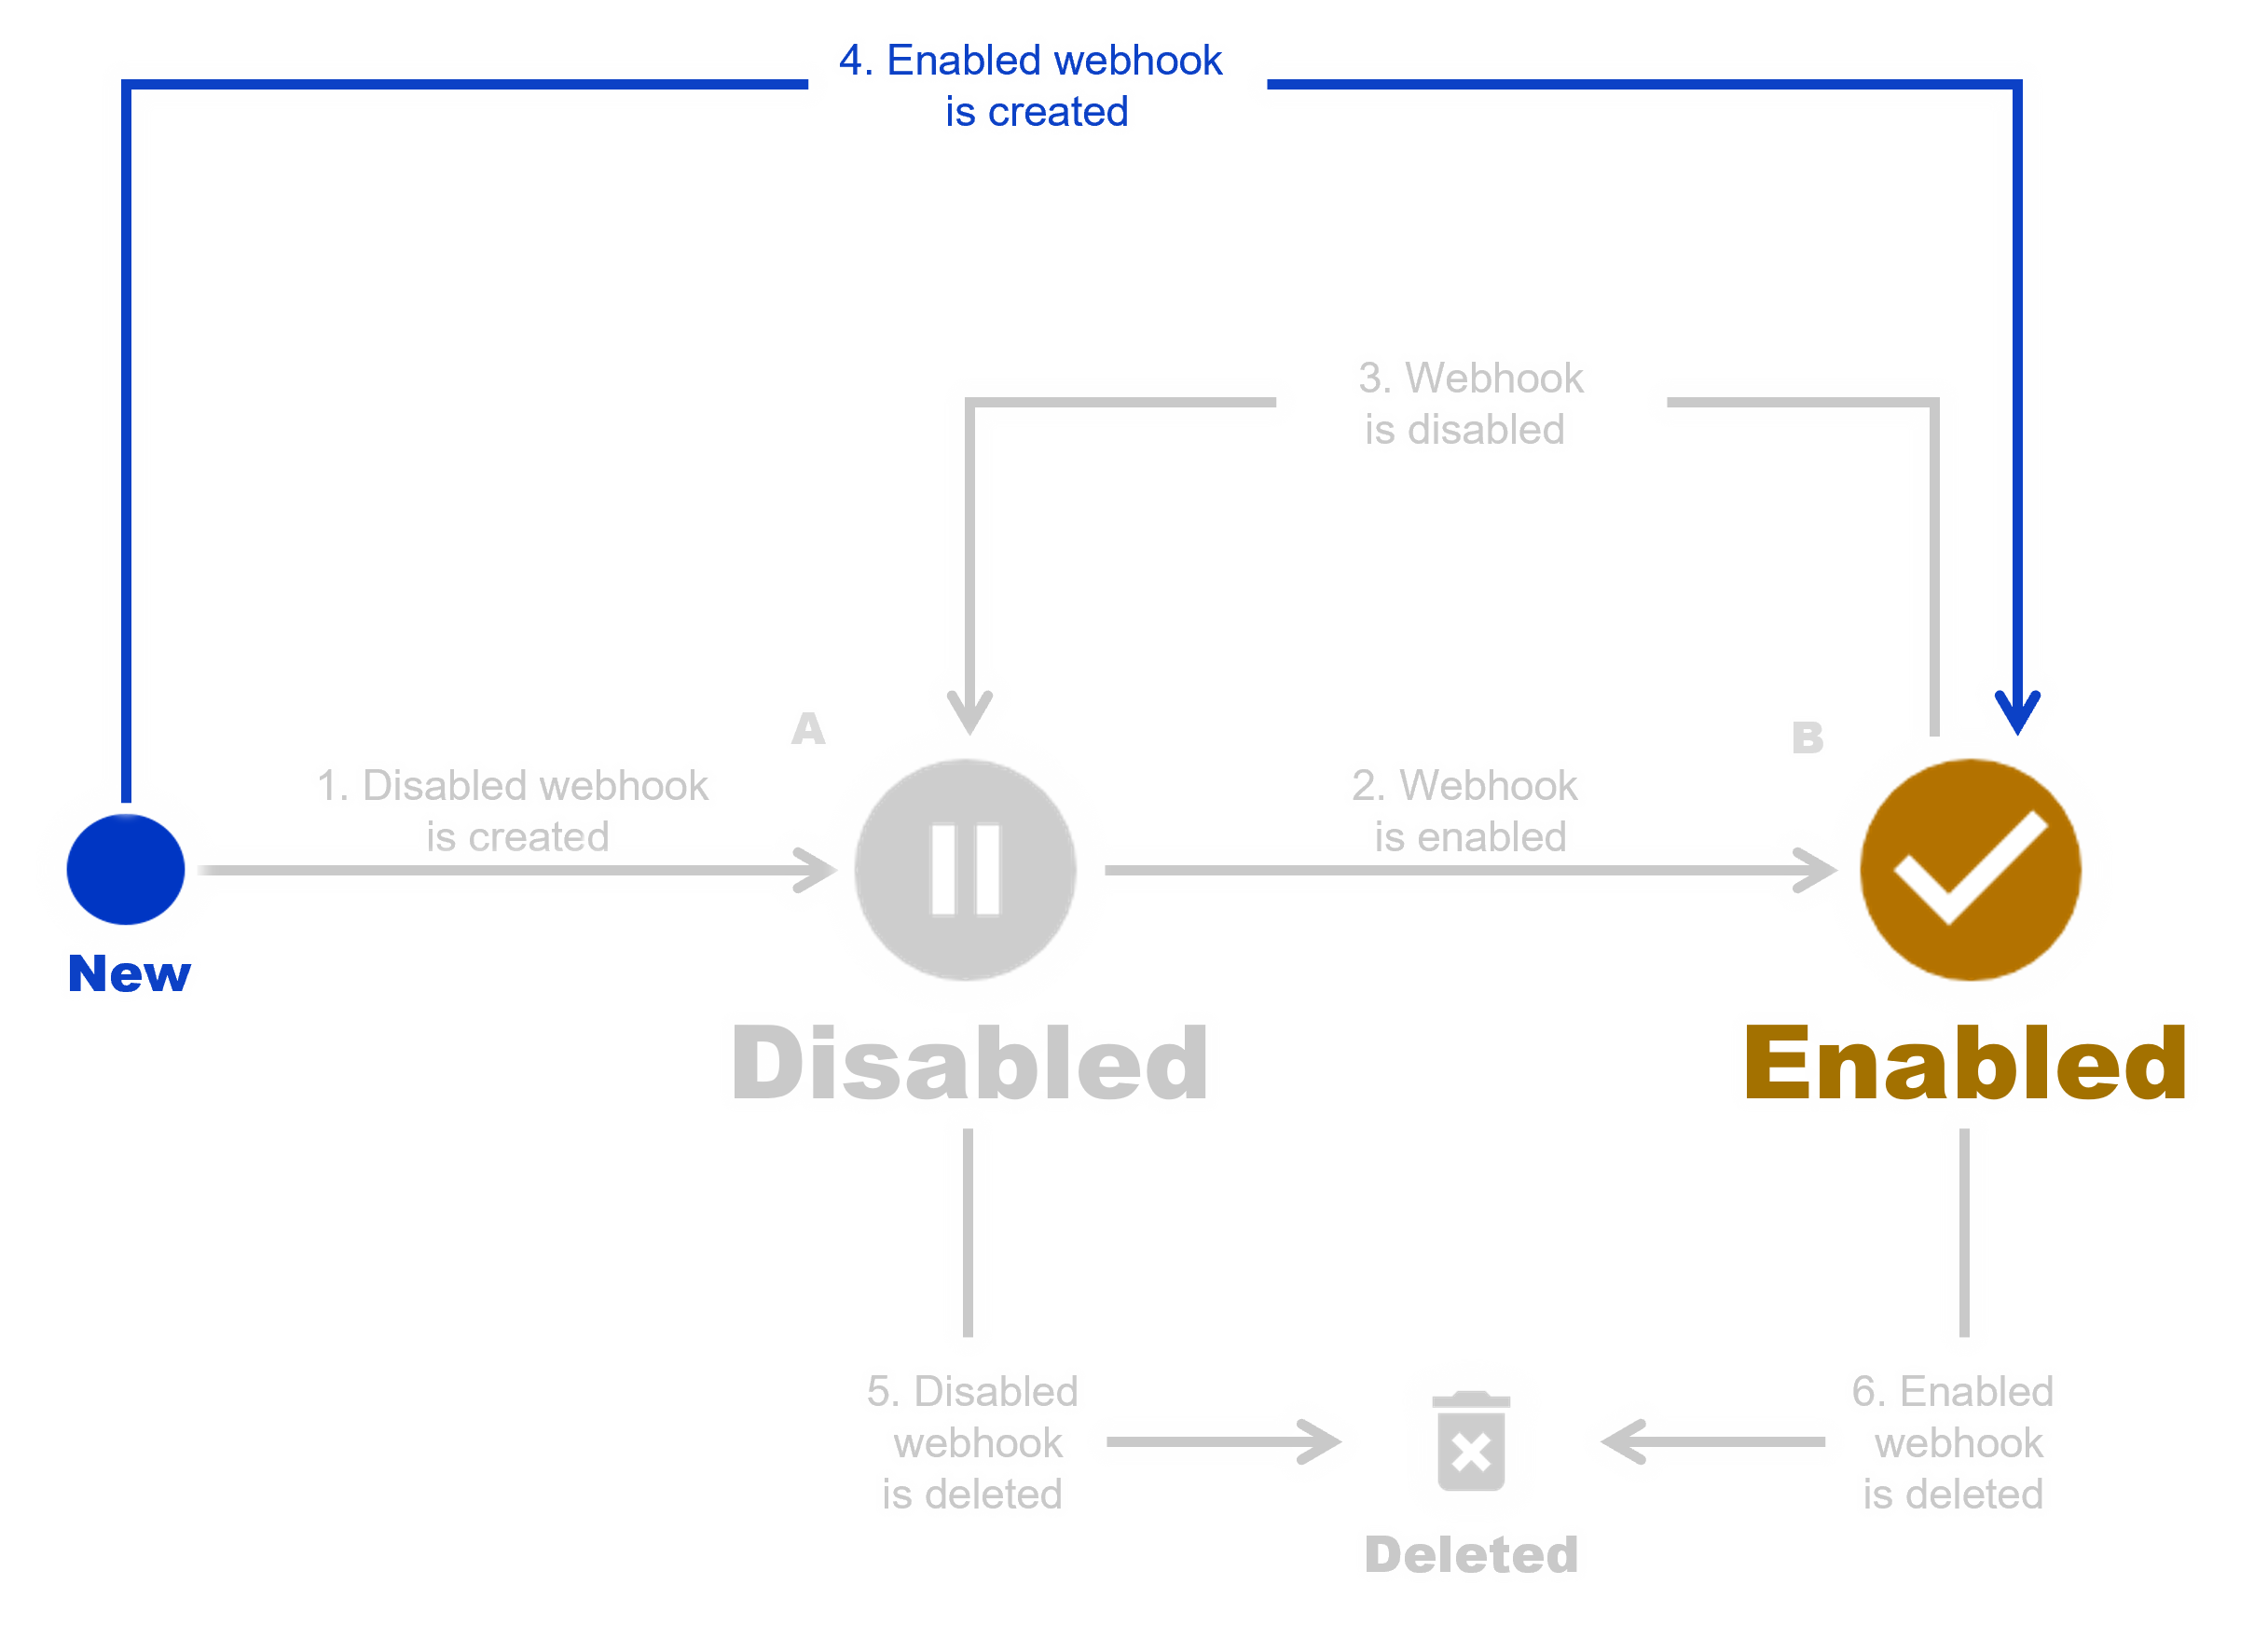 4. Enabled webhook
is created
3. Webhook
is disabled
A
B
1. Disabled webhook
is created
2. Webhook
is enabled
New
Disabled
Enabled
5. Disabled
webhook
is deleted
6. Enabled
webhook
is deleted
Deleted